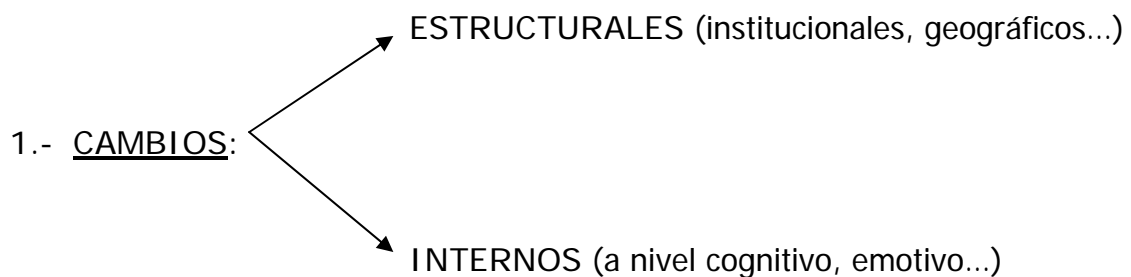 ESTRUCTURALES (institucionales, geográficos...)
1.- CAMBIOS:
INTERNOS (a nivel cognitivo, emotivo...)